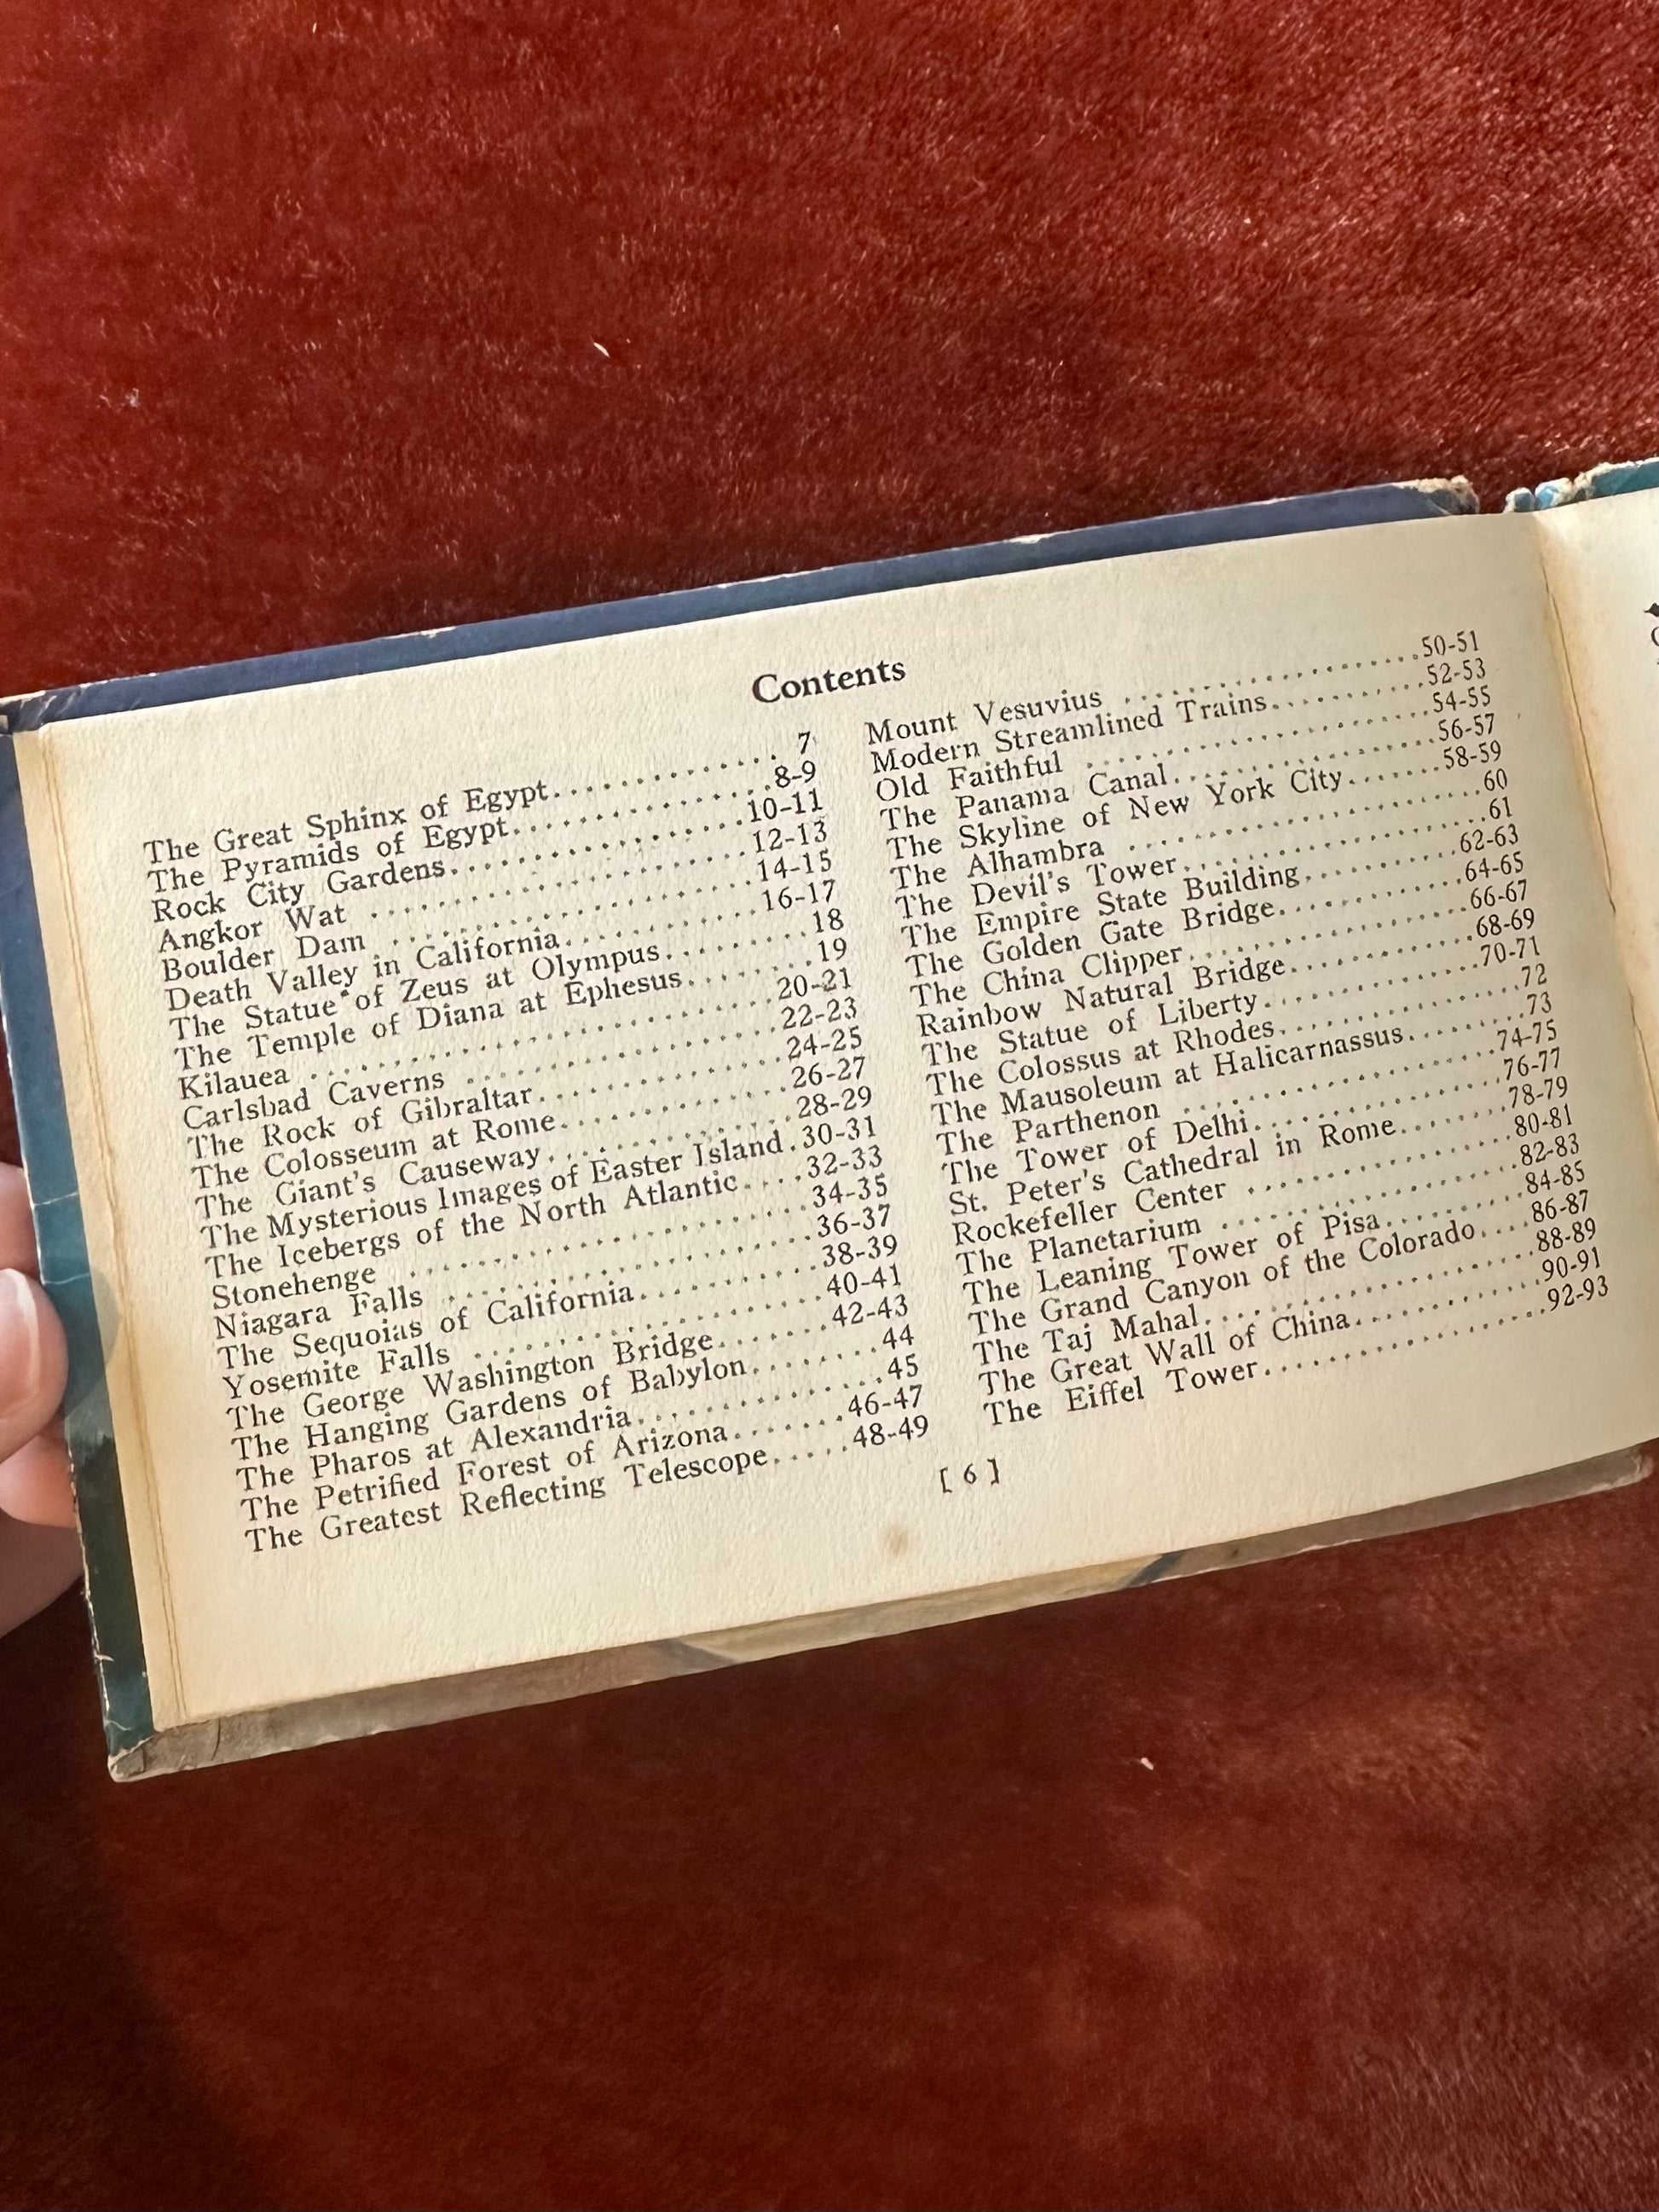 Contents
The Great Sphinx of Egypt............7
The Pyramids of Egypt..............8-9
Rock City Gardens................10-11
Angkor Wat ....................12-13
Boulder Dam ...................14-15
Death Valley in California..........16-17
The Statue of Zeus at Olympus.........18
The Temple of Diana at Ephesus........19
Kilauea .......................20-21
Carlsbad Caverns ................22-23
The Rock of Gibraltar.............24-25
The Colosseum at Rome............26-27
The Giant's Causeway.............28-29
The Mysterious Images of Easter Island.30-31
The Icebergs of the North Atlantic....32-33
Stonehenge ....................34-35
Niagara Falls ..................36-37
The Sequoias of California.........38-39
Yosemite Falls .................40-41
The George Washington Bridge.......42-43
The Hanging Gardens of Babylon........44
The Pharos at Alexandria.............45
The Petrified Forest of Arizona......46-47
The Greatest Reflecting Telescope.....48-49
Mount Vesuvius .................50-51
Modern Streamlined Trains..........52-53
Old Faithful ...................54-55
The Panama Canal................56-57
The Skyline of New York City.......58-59
The Alhambra ....................60
The Devil's Tower..................61
The Empire State Building.........62-63
The Golden Gate Bridge...........64-65
The China Clipper................66-67
Rainbow Natural Bridge...........68-69
The Statue of Liberty.............70-71
The Colossus at Rhodes..............72
The Mausoleum at Halicarnassus........73
The Parthenon ..................74-75
The Tower of Delhi...............76-77
St. Peter's Cathedral in Rome.......78-79
Rockefeller Center ..............80-81
The Planetarium ................82-83
The Leaning Tower of Pisa.........84-85
The Grand Canyon of the Colorado....86-87
The Taj Mahal...................88-89
The Great Wall of China...........90-91
The Eiffel Tower.................92-93
[ 6 ]